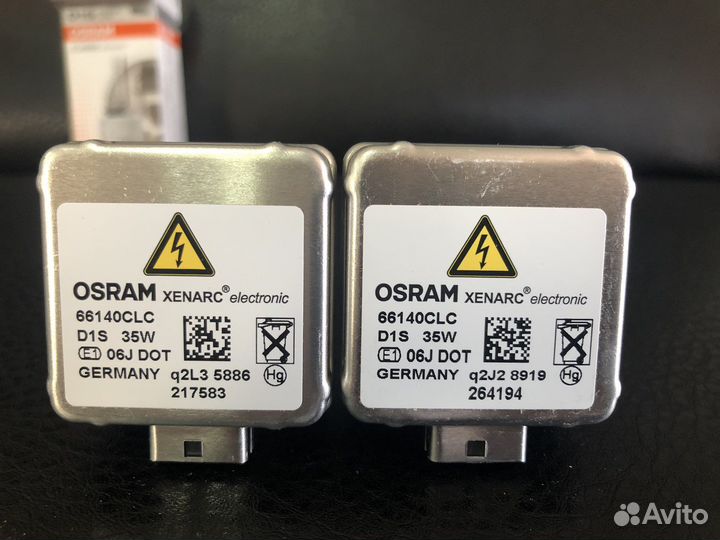 OSRAM
OSRAM XENARC® electronic
66140CLC
D1S 35W
E1 06J DOT
GERMANY q2L3 5886
Hg
217583
OSRAM XENARC® electronic
66140CLC
D1S 35W
E1 06J DOT
GERMANY q2J2 8919
Hg
264194
Avito